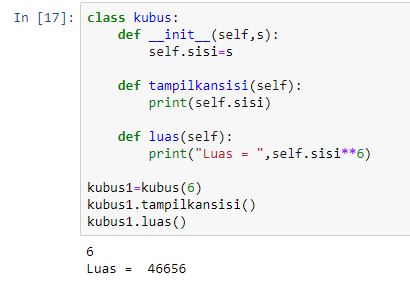 In [17]: class kubus:
    def __init__(self,s):
        self.sisi=s
    def tampilkansisi(self):
        print(self.sisi)
    def luas(self):
        print("Luas = ",self.sisi**6)
kubus1=kubus(6)
kubus1.tampilkansisi()
kubus1.luas()
6
Luas =  46656